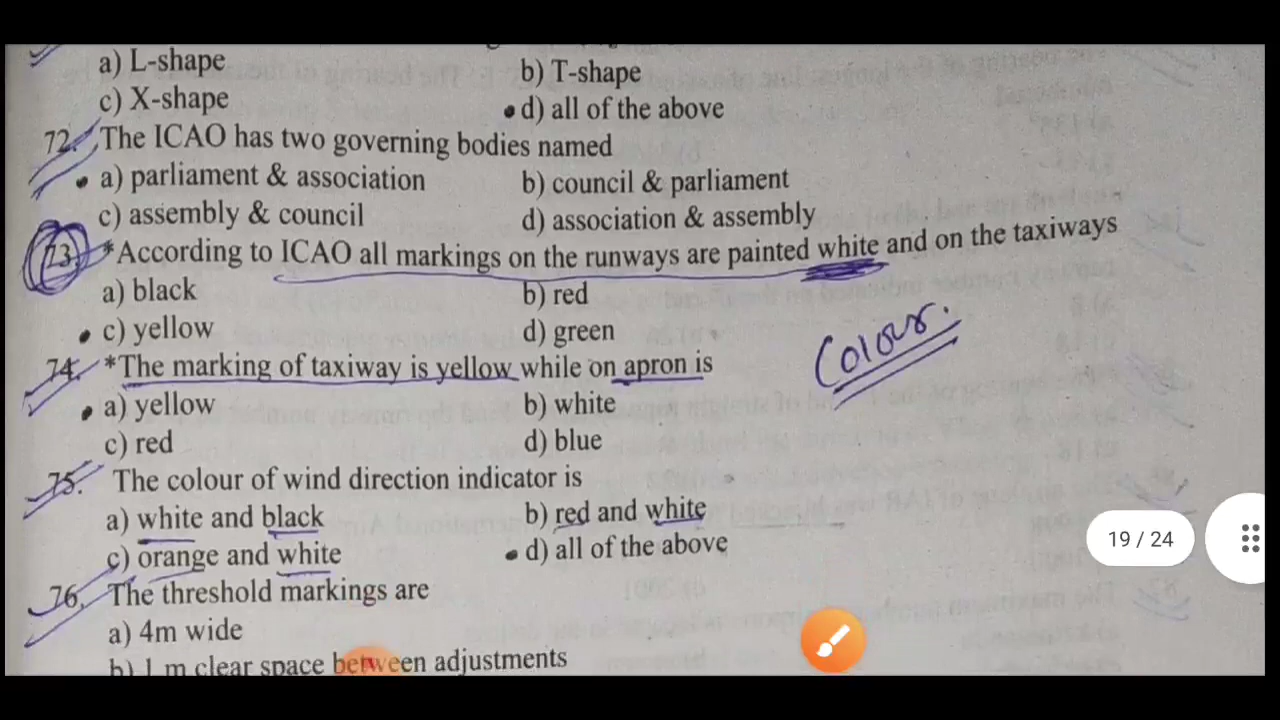 a) L-shape
b) T-shape
c) X-shape
d) all of the above
72. The ICAO has two governing bodies named
a) parliament & association
b) council & parliament
c) assembly & council
d) association & assembly
73. *According to ICAO all markings on the runways are painted white and on the taxiways
a) black
b) red
c) yellow
d) green
Colour.
74. *The marking of taxiway is yellow while on apron is
a) yellow
b) white
c) red
d) blue
75. The colour of wind direction indicator is
a) white and black
b) red and white
c) orange and white
d) all of the above
19 / 24
76. The threshold markings are
a) 4m wide
b) 1 m clear space between adjustments